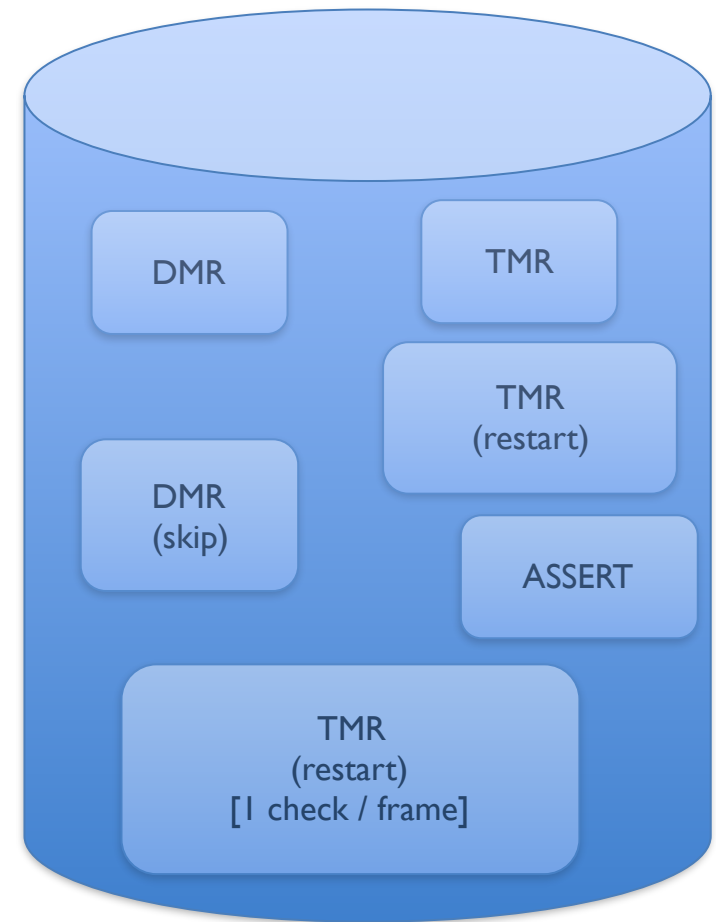 DMR
TMR
TMR
(restart)
DMR
(skip)
ASSERT
TMR
(restart)
[1 check / frame]